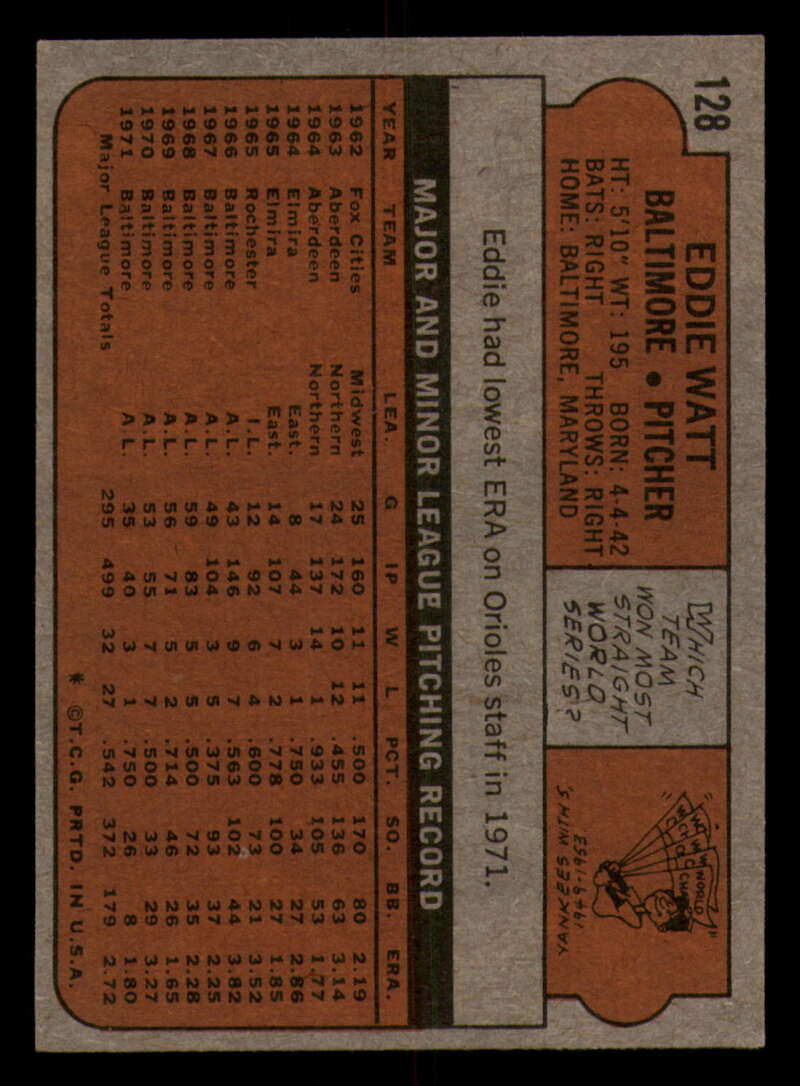 128
EDDIE WATT
BALTIMORE • PITCHER
HT: 5'10" WT: 195 BORN: 4-4-42
BATS: RIGHT THROWS: RIGHT
HOME: BALTIMORE, MARYLAND
WHICH
TEAM
WON MOST
STRAIGHT
WORLD
SERIES?
WORLD
CHAMPS
YANKEES WITH 5,
1949-1953
Eddie had lowest ERA on Orioles staff in 1971.
MAJOR AND MINOR LEAGUE PITCHING RECORD
YEAR TEAM LEA. G IP W L PCT. SO. BB. ERA.
1962 Fox Cities Midwest 25 160 11 11 .500 170 80 2.19
1963 Aberdeen Northern 24 172 10 12 .455 136 63 3.14
1964 Aberdeen Northern 17 137 14 1 .933 105 53 1.77
1964 Elmira East. 8 44 3 1 .750 34 27 2.86
1965 Elmira East. 14 107 7 2 .778 100 27 1.85
1965 Rochester I.L. 12 92 6 4 .600 73 21 3.52
1966 Baltimore A.L. 43 146 9 7 .563 102 44 3.82
1967 Baltimore A.L. 49 104 3 5 .375 93 37 2.25
1968 Baltimore A.L. 59 83 5 5 .500 72 35 2.28
1969 Baltimore A.L. 56 71 5 2 .714 46 26 1.65
1970 Baltimore A.L. 53 55 7 7 .500 33 29 3.27
1971 Baltimore A.L. 35 40 3 1 .750 26 8 1.80
Major League Totals 295 499 32 27 .542 372 179 2.72
* ©T.C.G. PRTD. IN U.S.A.